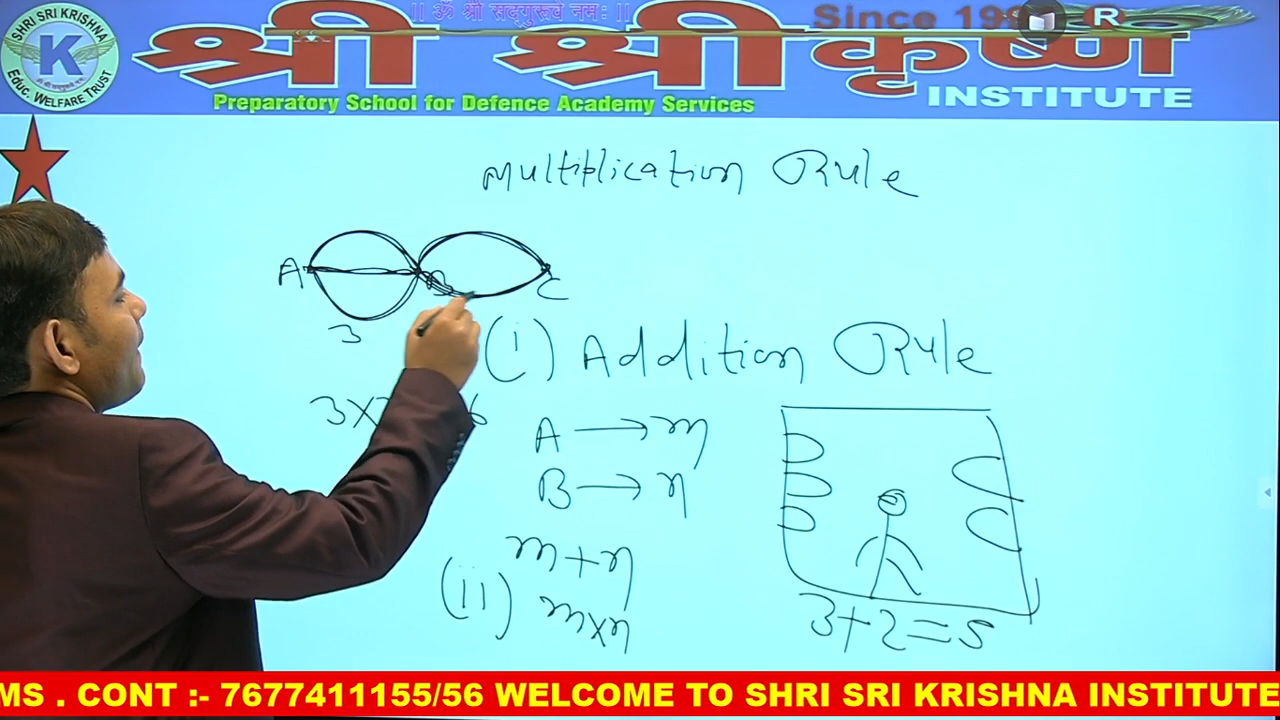 || ॐ श्री सद्‌गुरूवे नमः ||
SHRI SRI KRISHNA
K
Educ. WELFARE TRUST
श्री श्री कृष्ण
Since
R
Preparatory School for Defence Academy Services
INSTITUTE
Multiplication Rule
A
B
C
3
3x
6
(i) Addition Rule
A → m
B → n
m+n
(ii)
m×n
3+2=5
MS . CONT :- 7677411155/56 WELCOME TO SHRI SRI KRISHNA INSTITUTE